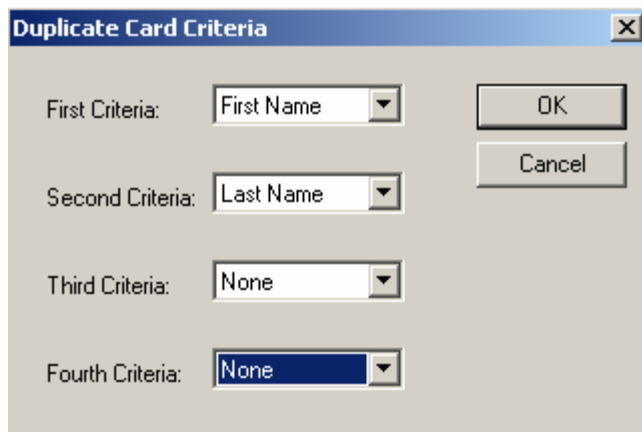 Duplicate Card Criteria
First Criteria: First Name
OK
Cancel
Second Criteria: Last Name
Third Criteria: None
Fourth Criteria: None